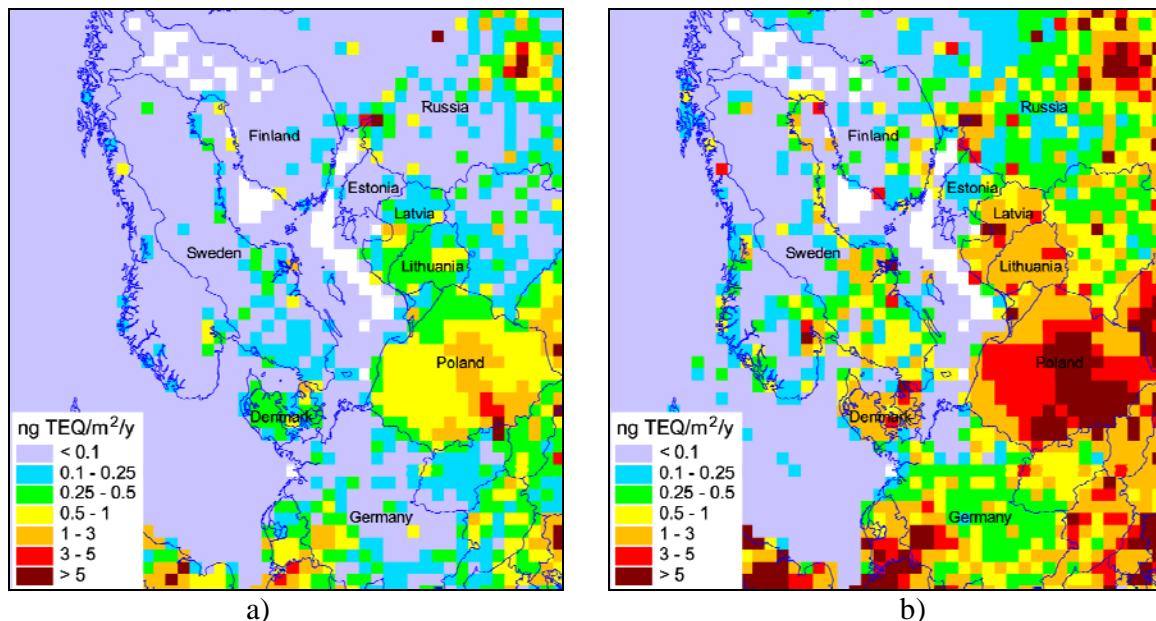 Russia
Finland
Estonia
Latvia
Sweden
Lithuania
Poland
Denmark
Germany
ng TEQ/m²/y
< 0.1
0.1 - 0.25
0.25 - 0.5
0.5 - 1
1 - 3
3 - 5
> 5
a)
Russia
Finland
Estonia
Latvia
Sweden
Lithuania
Poland
Denmark
Germany
ng TEQ/m²/y
< 0.1
0.1 - 0.25
0.25 - 0.5
0.5 - 1
1 - 3
3 - 5
> 5
b)